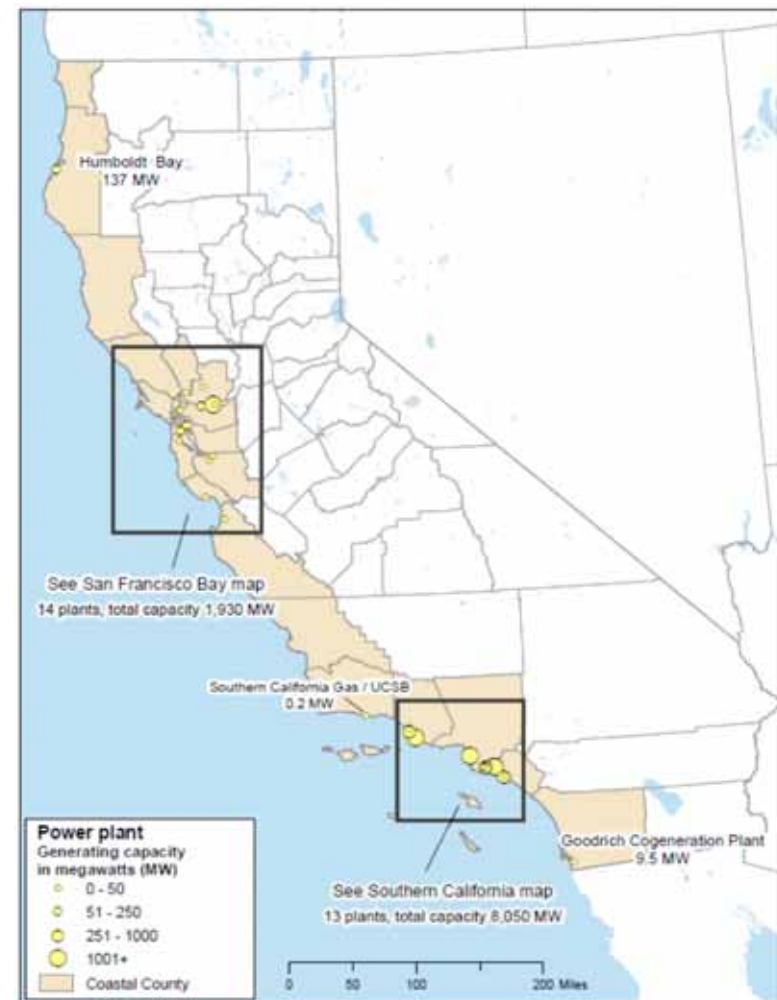 Humboldt Bay
137 MW
See San Francisco Bay map
14 plants, total capacity 1,930 MW
Southern California Gas / UCSB
0.2 MW
Goodrich Cogeneration Plant
9.5 MW
See Southern California map
13 plants, total capacity 8,050 MW
Power plant
Generating capacity
in megawatts (MW)
0 - 50
51 - 250
251 - 1000
1001+
Coastal County
0 50 100 200 Miles